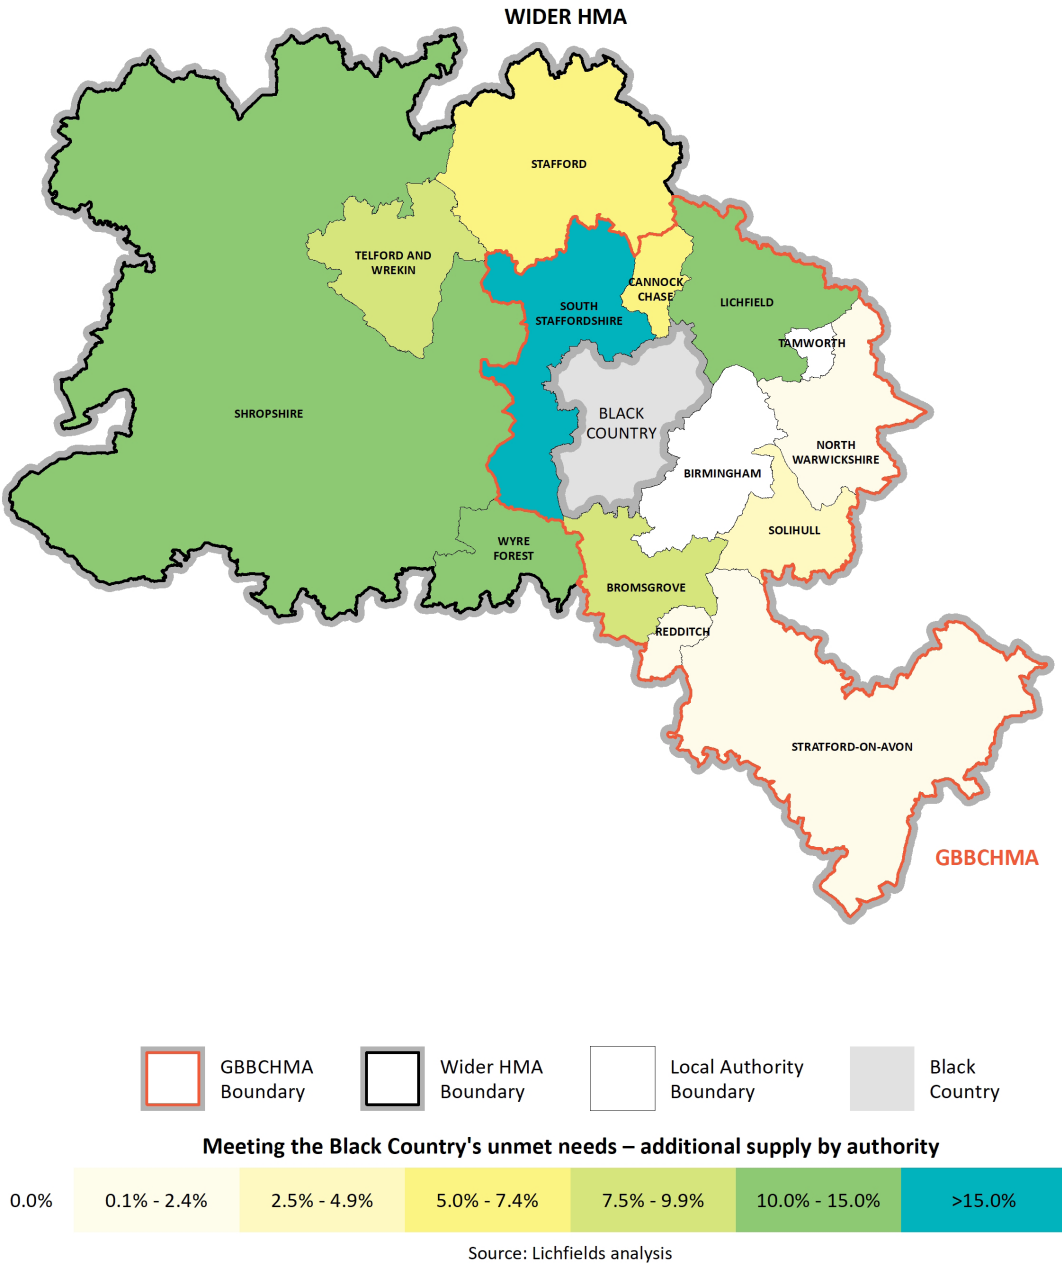 WIDER HMA
STAFFORD
TELFORD AND
WREKIN
CANNOCK
CHASE
LICHFIELD
SOUTH
STAFFORDSHIRE
TAMWORTH
SHROPSHIRE
BLACK
COUNTRY
NORTH
WARWICKSHIRE
BIRMINGHAM
SOLIHULL
WYRE
FOREST
BROMSGROVE
REDDITCH
STRATFORD-ON-AVON
GBBCHMA
GBBCHMA
Boundary
Wider HMA
Boundary
Local Authority
Boundary
Black
Country
Meeting the Black Country's unmet needs – additional supply by authority
0.0%
0.1% - 2.4%
2.5% - 4.9%
5.0% - 7.4%
7.5% - 9.9%
10.0% - 15.0%
>15.0%
Source: Lichfields analysis